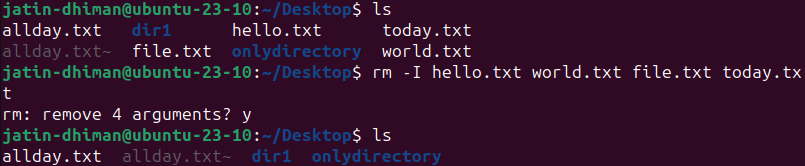 jatin-dhiman@ubuntu-23-10:~/Desktop$ ls
allday.txt   dir1      hello.txt      today.txt
allday.txt~  file.txt  onlydirectory  world.txt
jatin-dhiman@ubuntu-23-10:~/Desktop$ rm -I hello.txt world.txt file.txt today.tx
t
rm: remove 4 arguments? y
jatin-dhiman@ubuntu-23-10:~/Desktop$ ls
allday.txt  allday.txt~  dir1  onlydirectory